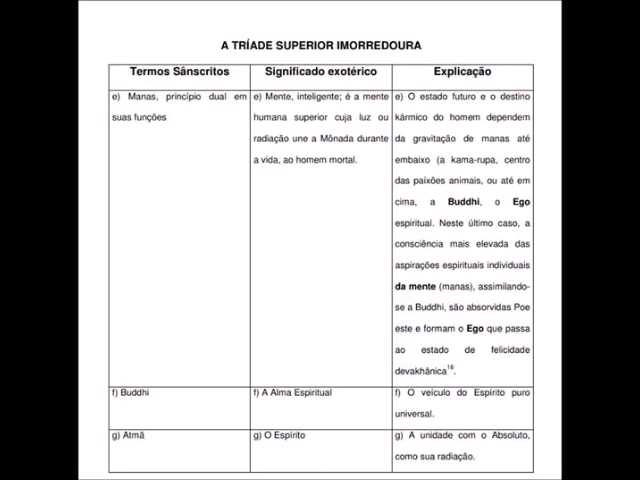 A TRÍADE SUPERIOR IMORREDOURA
Termos Sânscritos
Significado exotérico
Explicação
e) Manas, princípio dual em
suas funções
e) Mente, inteligente; é a mente
humana superior cuja luz ou
radiação une a Mônada durante
a vida, ao homem mortal.
e) O estado futuro e o destino
kármico do homem dependem
da gravitação de manas até
embaixo (a kama-rupa, centro
das paixões animais, ou até em
cima, a Buddhi, o Ego
espiritual. Neste último caso, a
consciência mais elevada das
aspirações espirituais individuais
da mente (manas), assimilando-
se a Buddhi, são absorvidas Poe
este e formam o Ego que passa
ao estado de felicidade
devakhânica18.
f) Buddhi
f) A Alma Espiritual
f) O veículo do Espírito puro
universal.
g) Atmã
g) O Espírito
g) A unidade com o Absoluto,
como sua radiação.